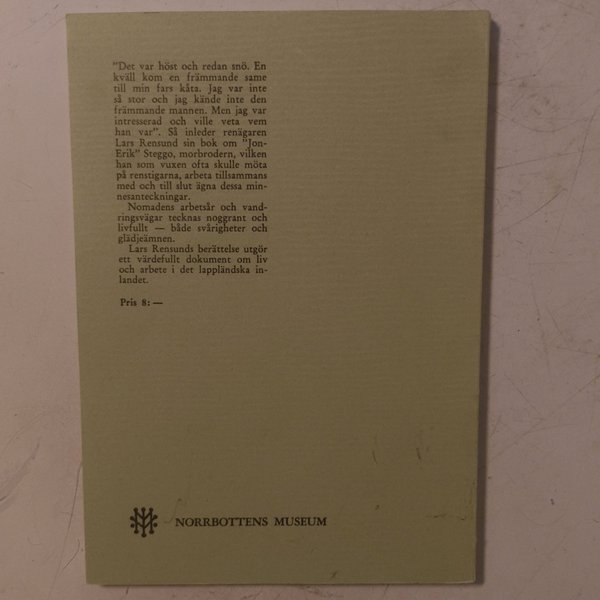 "Det var höst och redan snö. En
kväll kom en främmande same
till min fars kåta. Jag var inte
så stor och jag kände inte den
främmande mannen. Men jag var
intresserad och ville veta vem
han var". Så inleder renägaren
Lars Rensund sin bok om "Jon-
Erik" Steggo, morbrodern, vilken
han som vuxen ofta skulle möta
på renstigarna, arbeta tillsammans
med och till slut ägna dessa min-
nesanteckningar.
Nomadens arbetsår och vand-
ringsvägar tecknas noggrant och
livfullt — både svårigheter och
glädjeämnen.
Lars Rensunds berättelse utgör
ett värdefullt dokument om liv
och arbete i det lappländska in-
landet.
Pris 8: —
NORRBOTTENS MUSEUM